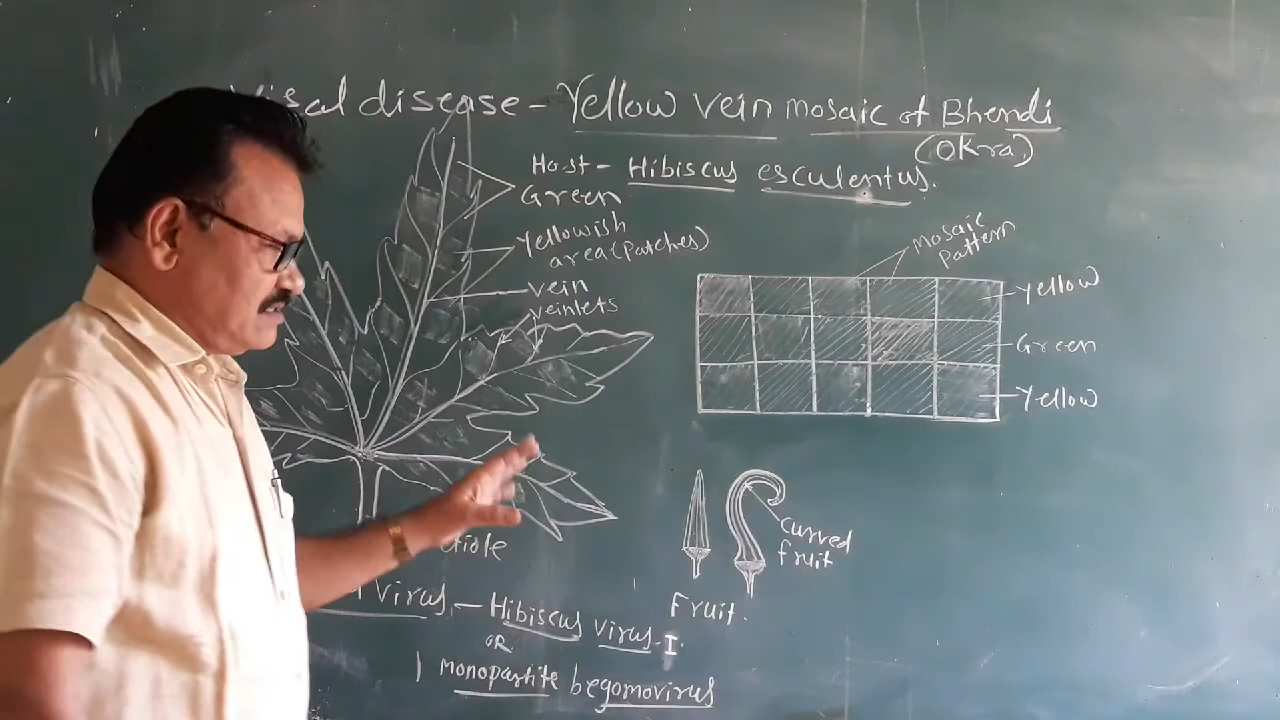 disease - Yellow vein mosaic of Bhendi
(Okra)
Host - Hibiscus esculentus.
Green
Yellowish
area (patches)
vein
veinlets
mosaic
pattern
Yellow
Green
Yellow
curved
fruit
Fruit.
virus - Hibiscus virus-I.
OR
monopartite begomovirus